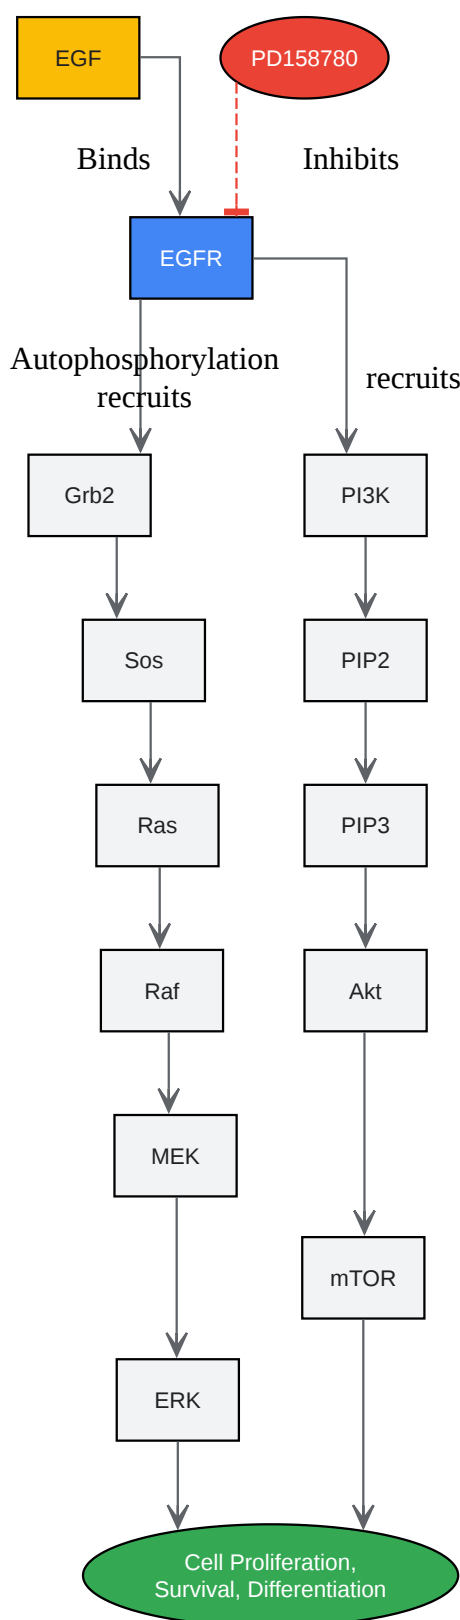 EGF
PD158780
Binds
Inhibits
EGFR
Autophosphorylation
recruits
recruits
Grb2
PI3K
Sos
PIP2
Ras
PIP3
Raf
Akt
MEK
mTOR
ERK
Cell Proliferation,
Survival, Differentiation